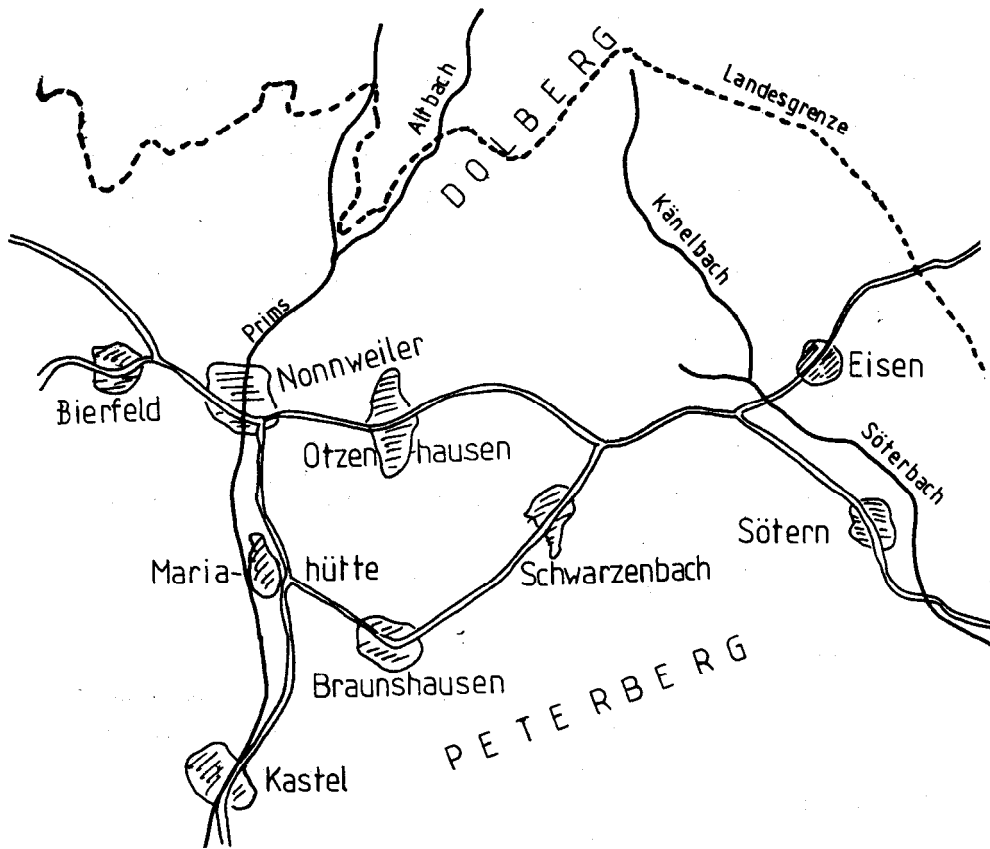 DOLBERG
Altbach
Landesgrenze
Känelbach
Prims
Nonnweiler
Bierfeld
Eisen
Otzen-hausen
Söterbach
Sötern
Maria-hütte
Schwarzenbach
Braunshausen
PETERBERG
Kastel